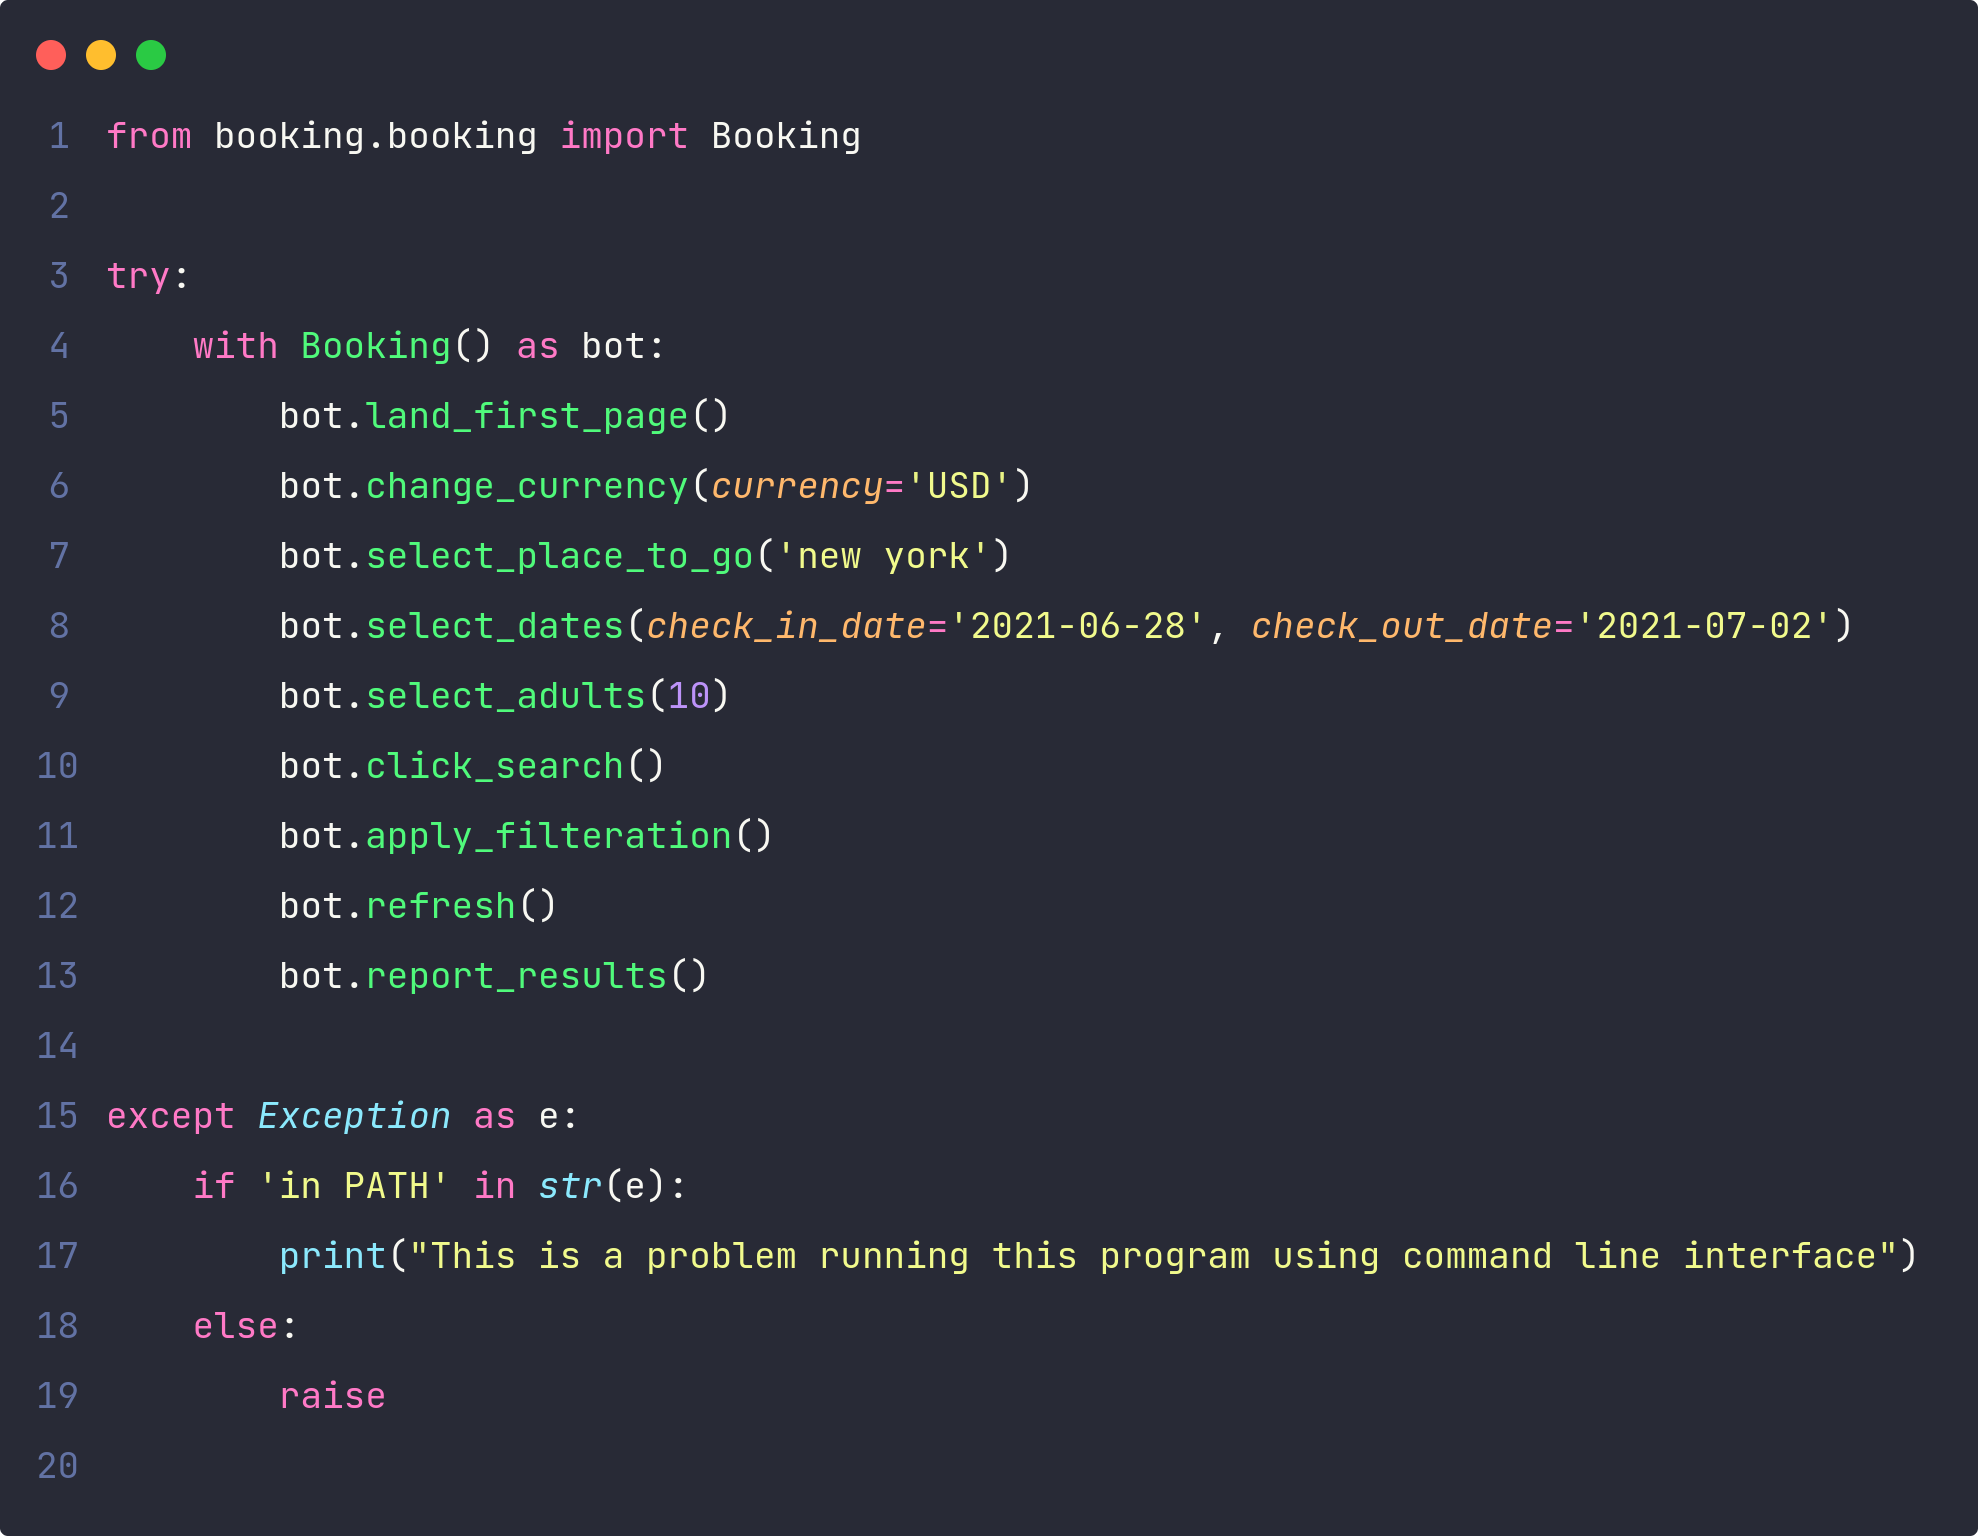 1 from booking.booking import Booking
2
3 try:
4     with Booking() as bot:
5         bot.land_first_page()
6         bot.change_currency(currency='USD')
7         bot.select_place_to_go('new york')
8         bot.select_dates(check_in_date='2021-06-28', check_out_date='2021-07-02')
9         bot.select_adults(10)
10         bot.click_search()
11         bot.apply_filteration()
12         bot.refresh()
13         bot.report_results()
14
15 except Exception as e:
16     if 'in PATH' in str(e):
17         print("This is a problem running this program using command line interface")
18     else:
19         raise
20